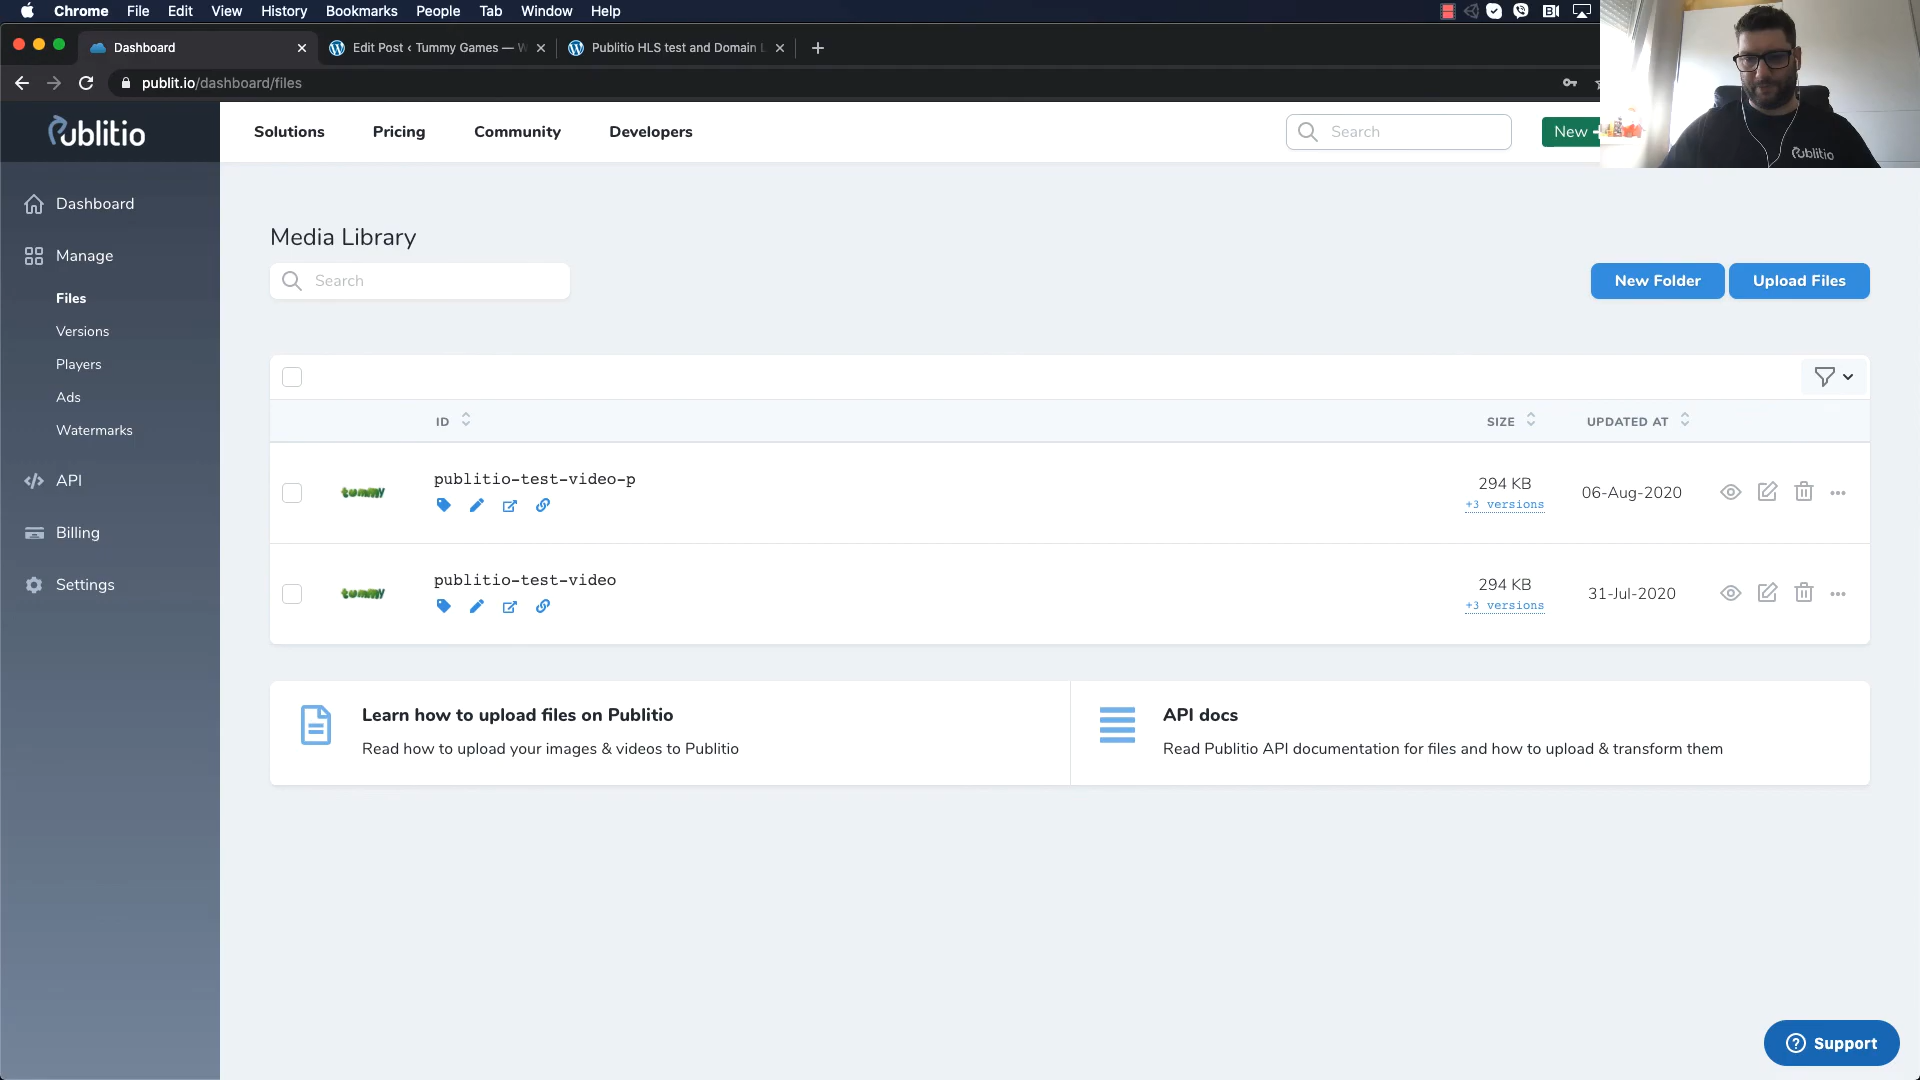 Chrome File Edit View History Bookmarks People Tab Window Help
Dashboard
Edit Post ‹ Tummy Games — W
Publitio HLS test and Domain L
publit.io/dashboard/files
Publitio
Solutions
Pricing
Community
Developers
Search
New
Publitio
Dashboard
Manage
Files
Versions
Players
Ads
Watermarks
API
Billing
Settings
Media Library
Search
New Folder
Upload Files
ID
SIZE
UPDATED AT
tummy
publitio-test-video-p
294 KB
+3 versions
06-Aug-2020
tummy
publitio-test-video
294 KB
+3 versions
31-Jul-2020
Learn how to upload files on Publitio
Read how to upload your images & videos to Publitio
API docs
Read Publitio API documentation for files and how to upload & transform them
Support